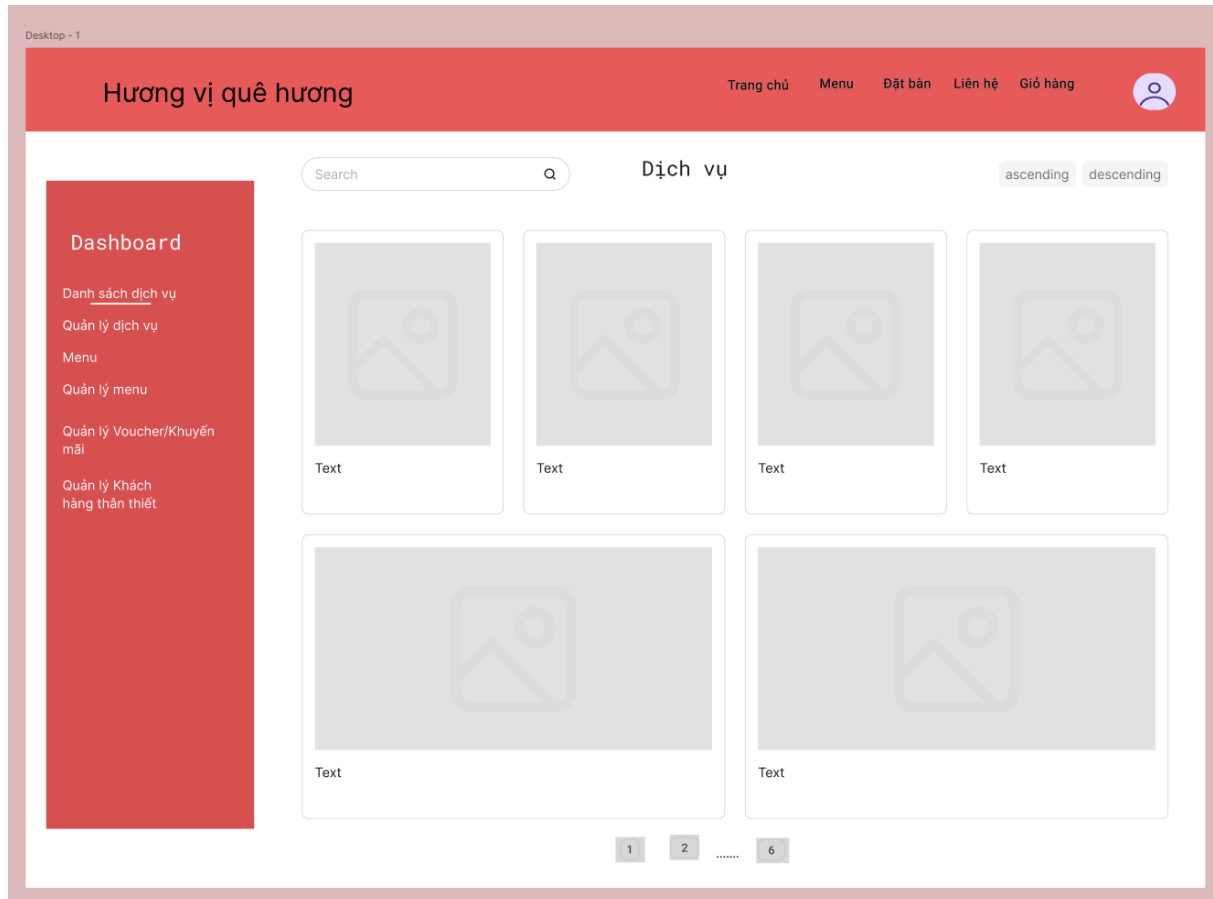 Desktop - 1
Hương vị quê hương
Trang chủ
Menu
Đặt bàn
Liên hệ
Giỏ hàng
Search
Dịch vụ
ascending
descending
Dashboard
Danh sách dịch vụ
Quản lý dịch vụ
Menu
Quản lý menu
Quản lý Voucher/Khuyến
mãi
Quản lý Khách
hàng thân thiết
Text
Text
Text
Text
Text
Text
1
2
.......
6